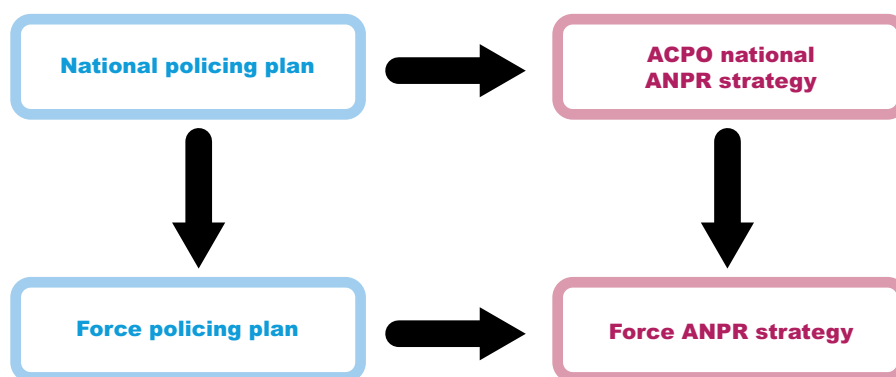 National policing plan
ACPO national
ANPR strategy
Force policing plan
Force ANPR strategy